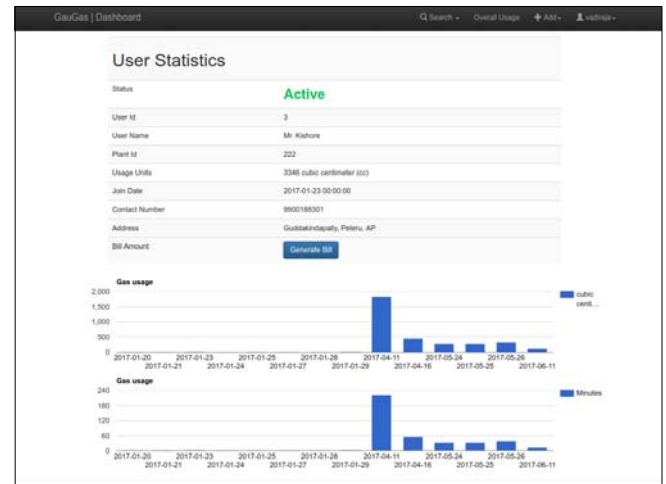 GauGas | Dashboard
Search Overall Usage Add
User Statistics
Status Active
User Id 3
User Name Mr. Kishore
Plant Id 222
Usage Units 3346 cubic centimeter (cc)
Join Date 2017-01-23 00:00:00
Contact Number 9900188301
Address Guddakindapally, Peleru, AP
Bill Amount Generate Bill
Gas usage
2,000
1,500
1,000
500
0
cubic
centi...
2017-01-20 2017-01-23 2017-01-25 2017-01-28 2017-04-11 2017-05-24 2017-05-26
2017-01-21 2017-01-24 2017-01-27 2017-01-29 2017-04-16 2017-05-25 2017-06-11
Gas usage
240
180
120
60
0
Minutes
2017-01-20 2017-01-23 2017-01-25 2017-01-28 2017-04-11 2017-05-24 2017-05-26
2017-01-21 2017-01-24 2017-01-27 2017-01-29 2017-04-16 2017-05-25 2017-06-11